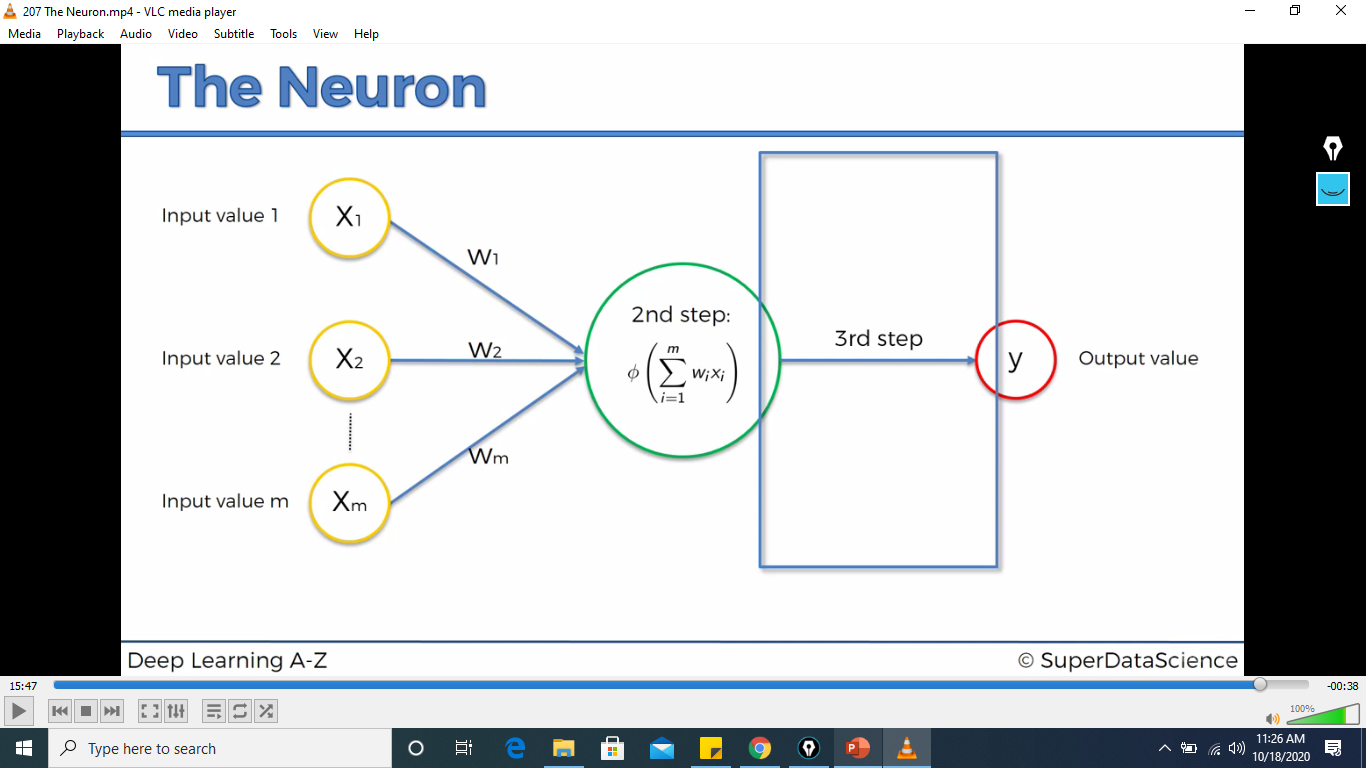 207 The Neuron.mp4 - VLC media player
Media Playback Audio Video Subtitle Tools View Help
The Neuron
Input value 1
X1
W1
Input value 2
X2
W2
Input value m
Xm
Wm
2nd step:
ϕ(∑_{i=1}^{m} wᵢxᵢ)
3rd step
y
Output value
Deep Learning A-Z
© SuperDataScience
15:47
-00:38
100%
Type here to search
11:26 AM
10/18/2020